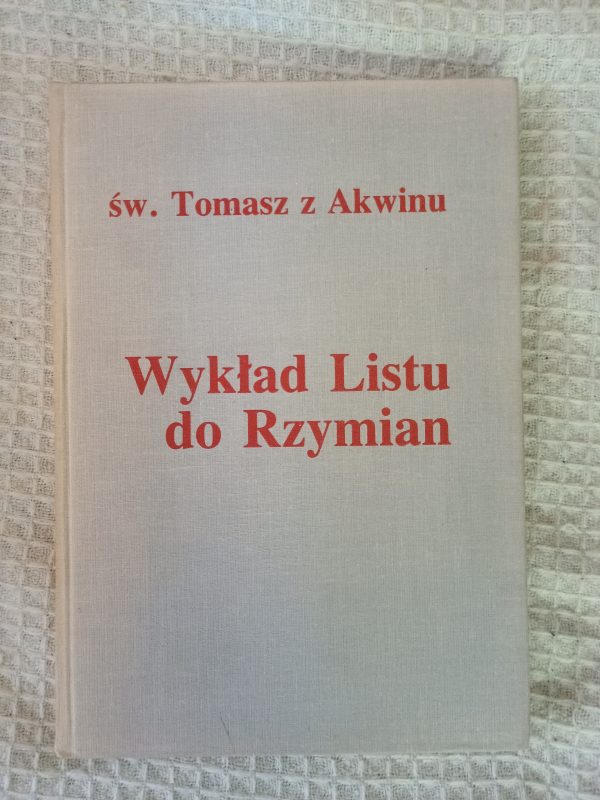 św. Tomasz z Akwinu
Wykład Listu
do Rzymian